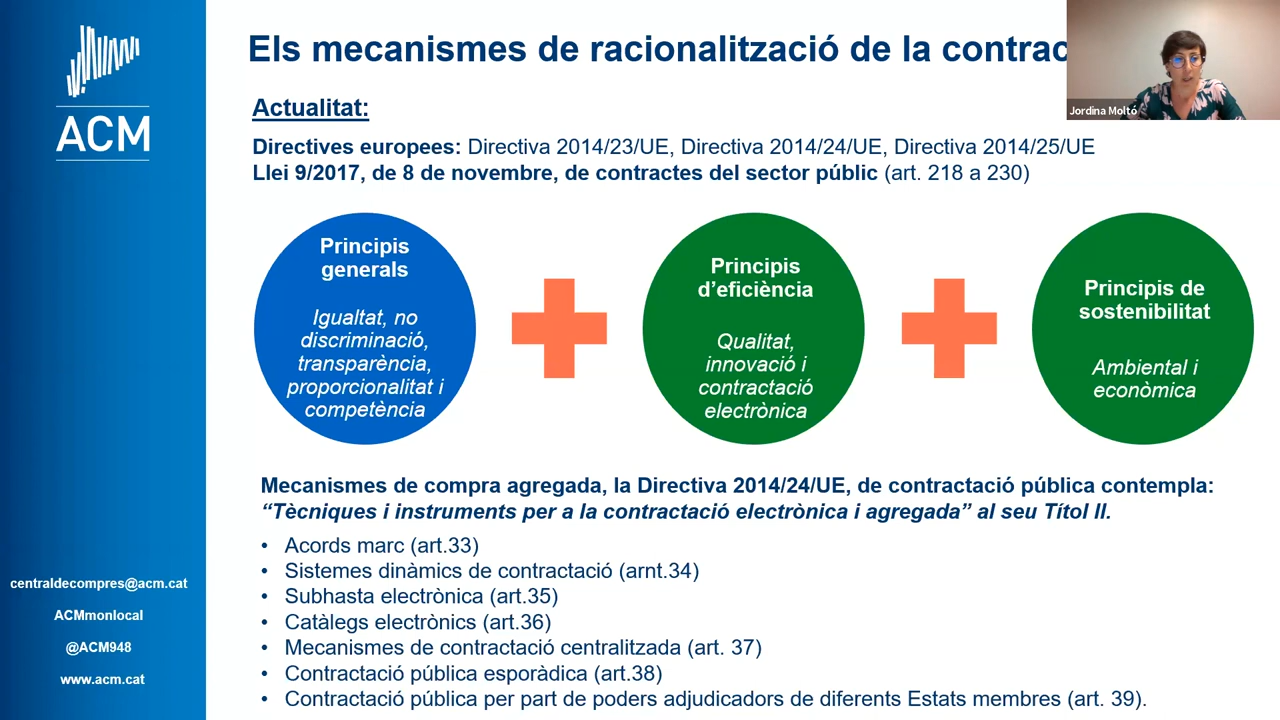 ACM
Els mecanismes de racionalització de la contrac
Jordina Moltó
Actualitat:
Directives europees: Directiva 2014/23/UE, Directiva 2014/24/UE, Directiva 2014/25/UE
Llei 9/2017, de 8 de novembre, de contractes del sector públic (art. 218 a 230)
Principis
generals
Igualtat, no
discriminació,
transparència,
proporcionalitat i
competència
Principis
d'eficiència
Qualitat,
innovació i
contractació
electrònica
Principis de
sostenibilitat
Ambiental i
econòmica
Mecanismes de compra agregada, la Directiva 2014/24/UE, de contractació pública contempla:
“Tècniques i instruments per a la contractació electrònica i agregada” al seu Títol II.
• Acords marc (art.33)
• Sistemes dinàmics de contractació (arnt.34)
• Subhasta electrònica (art.35)
• Catàlegs electrònics (art.36)
• Mecanismes de contractació centralitzada (art. 37)
• Contractació pública esporàdica (art.38)
• Contractació pública per part de poders adjudicadors de diferents Estats membres (art. 39).
centraldecompres@acm.cat
ACMmonlocal
@ACM948
www.acm.cat